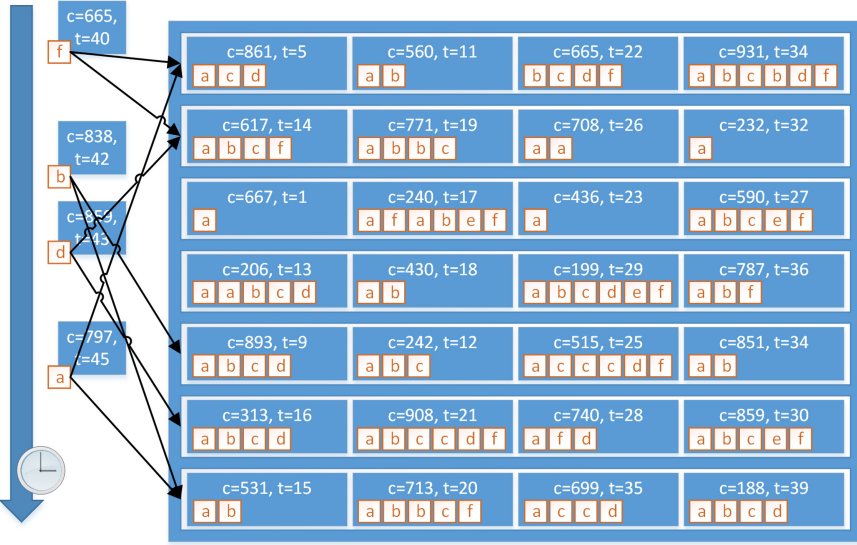 c=665,
t=40
f
c=838,
t=42
b
c=859,
t=43
d
c=797,
t=45
a
c=861, t=5
a c d
c=560, t=11
a b
c=665, t=22
b c d f
c=931, t=34
a b c b d f
c=617, t=14
a b c f
c=771, t=19
a b b c
c=708, t=26
a a
c=232, t=32
a
c=667, t=1
a
c=240, t=17
a f a b e f
c=436, t=23
a
c=590, t=27
a b c e f
c=206, t=13
a a b c d
c=430, t=18
a b
c=199, t=29
a b c d e f
c=787, t=36
a b f
c=893, t=9
a b c d
c=242, t=12
a b c
c=515, t=25
a c c c d f
c=851, t=34
a b
c=313, t=16
a b c d
c=908, t=21
a b c c d f
c=740, t=28
a f d
c=859, t=30
a b c e f
c=531, t=15
a b
c=713, t=20
a b b c f
c=699, t=35
a c c d
c=188, t=39
a b c d